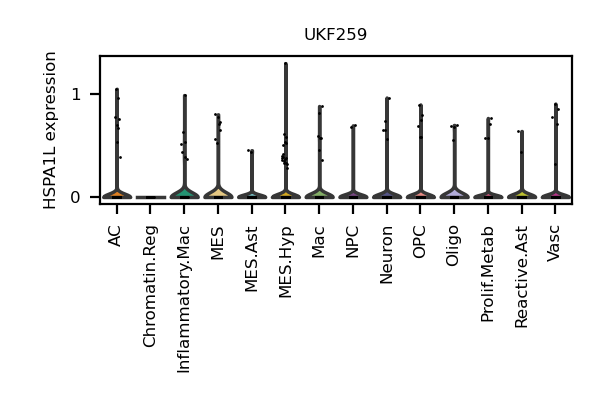 UKF259
HSPA1L expression
1
0
AC
Chromatin.Reg
Inflammatory.Mac
MES
MES.Ast
MES.Hyp
Mac
NPC
Neuron
OPC
Oligo
Prolif.Metab
Reactive.Ast
Vasc